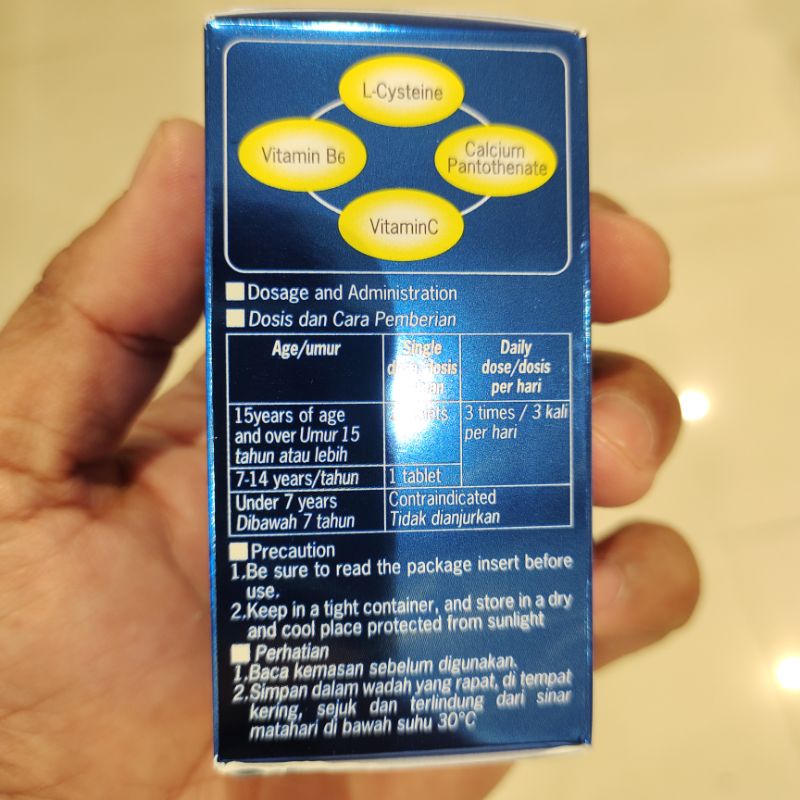 L-Cysteine
Vitamin B6
Calcium
Pantothenate
VitaminC
Dosage and Administration
Dosis dan Cara Pemberian
Age/umur
Single
Daily
dose/dosis
per hari
15years of age
and over Umur 15
tahun atau lebih
3 times / 3 kali
per hari
7-14 years/tahun
1 tablet
Under 7 years
Dibawah 7 tahun
Contraindicated
Tidak dianjurkan
Precaution
1.Be sure to read the package insert before
use.
2.Keep in a tight container, and store in a dry
and cool place protected from sunlight
Perhatian
1.Baca kemasan sebelum digunakan.
2.Simpan dalam wadah yang rapat, di tempat
kering, sejuk dan terlindung dari sinar
matahari di bawah suhu 30°C